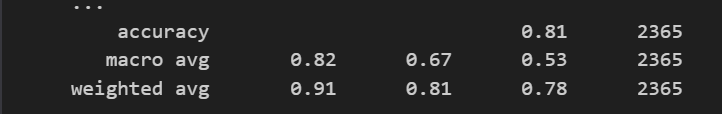 ...
accuracy 0.81 2365
macro avg 0.82 0.67 0.53 2365
weighted avg 0.91 0.81 0.78 2365